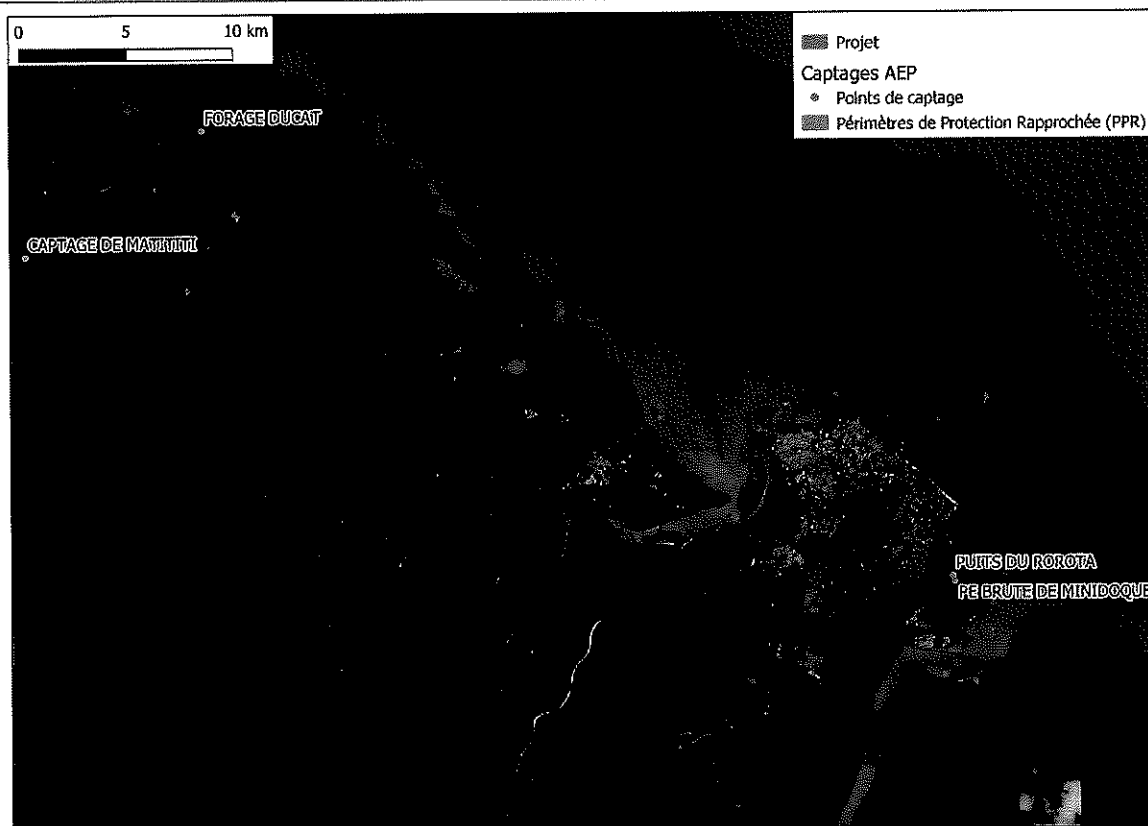 0 5 10 km
Projet
Captages AEP
Points de captage
Périmètres de Protection Rapprochée (PPR)
FORAGE DUCAT
CAPTAGE DE MATITITI
PUITS DU ROROTA
PE BRUTE DE MINIDOQUE